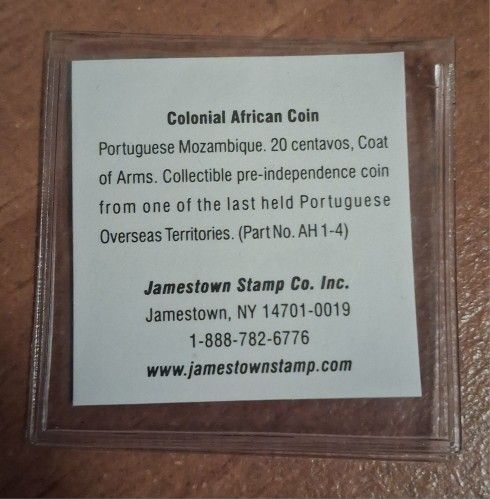 Colonial African Coin
Portuguese Mozambique. 20 centavos, Coat
of Arms. Collectible pre-independence coin
from one of the last held Portuguese
Overseas Territories. (Part No. AH 1-4)
Jamestown Stamp Co. Inc.
Jamestown, NY 14701-0019
1-888-782-6776
www.jamestownstamp.com